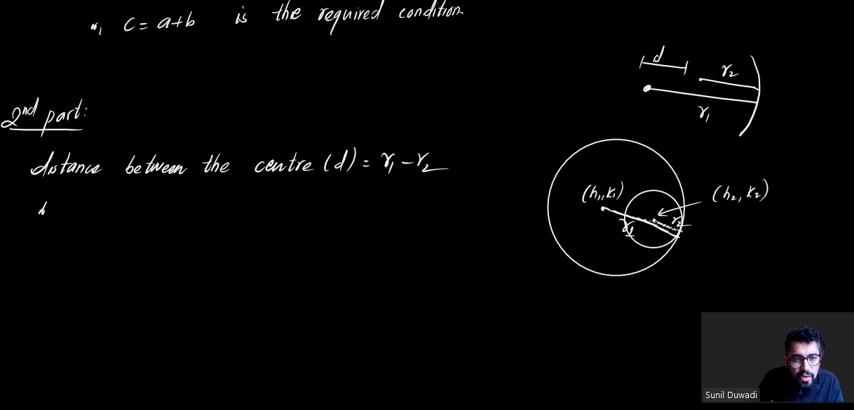 ∴, c = a+b is the required condition
2nd part:
distance between the centre (d) = r₁ - r₂
d
r₂
r₁
(h₁, k₁)
(h₂, k₂)
r₂
r₁
Sunil Duwadi